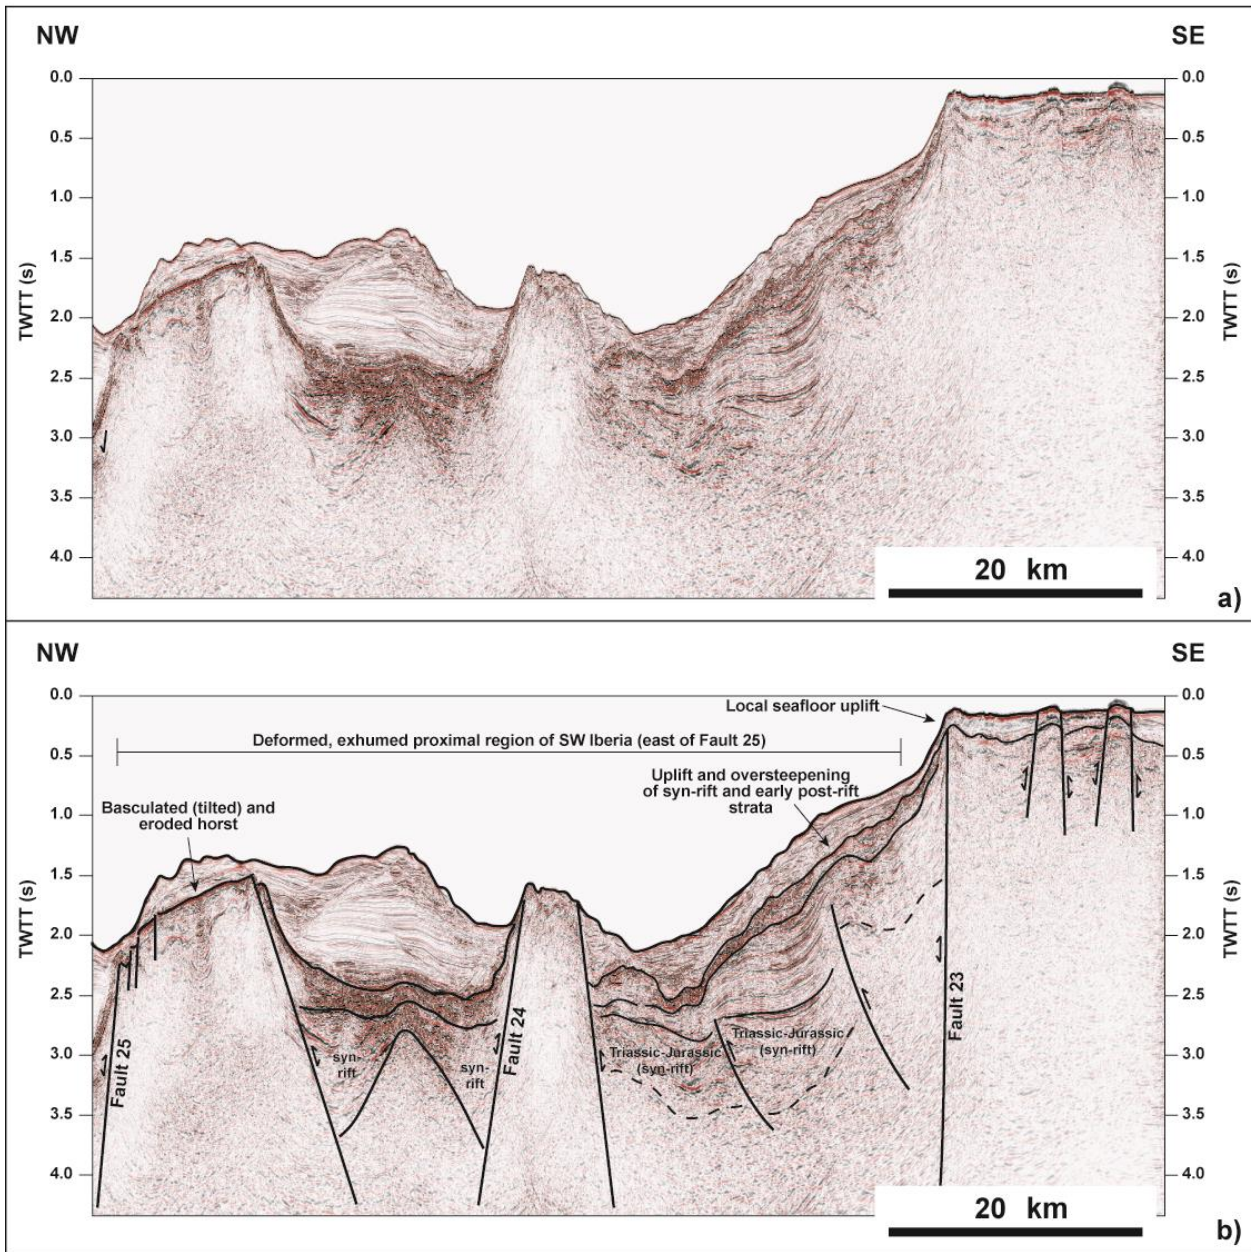 NW
SE
0.0
0.0
0.5
0.5
1.0
1.0
1.5
1.5
TWTT (s)
TWTT (s)
2.0
2.0
2.5
2.5
3.0
3.0
3.5
3.5
4.0
4.0
20 km
a)
NW
SE
0.0
0.0
Local seafloor uplift
Deformed, exhumed proximal region of SW Iberia (east of Fault 25)
0.5
0.5
Uplift and oversteepening
of syn-rift and early post-rift
strata
Basculated (tilted) and
eroded horst
1.0
1.0
1.5
1.5
TWTT (s)
TWTT (s)
2.0
2.0
2.5
2.5
Fault 25
syn-
rift
syn-
rift
Fault 24
Triassic-Jurassic
(syn-rift)
Triassic-Jurassic
(syn-rift)
Fault 23
3.0
3.0
3.5
3.5
4.0
4.0
20 km
b)